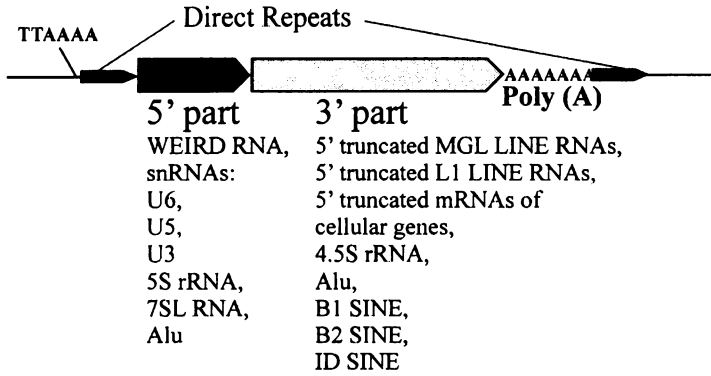 Direct Repeats
TTAAAA
AAAAAAA
Poly (A)
5' part
WEIRD RNA,
snRNAs:
U6,
U5,
U3
5S rRNA,
7SL RNA,
Alu
3' part
5' truncated MGL LINE RNAs,
5' truncated L1 LINE RNAs,
5' truncated mRNAs of
cellular genes,
4.5S rRNA,
Alu,
B1 SINE,
B2 SINE,
ID SINE